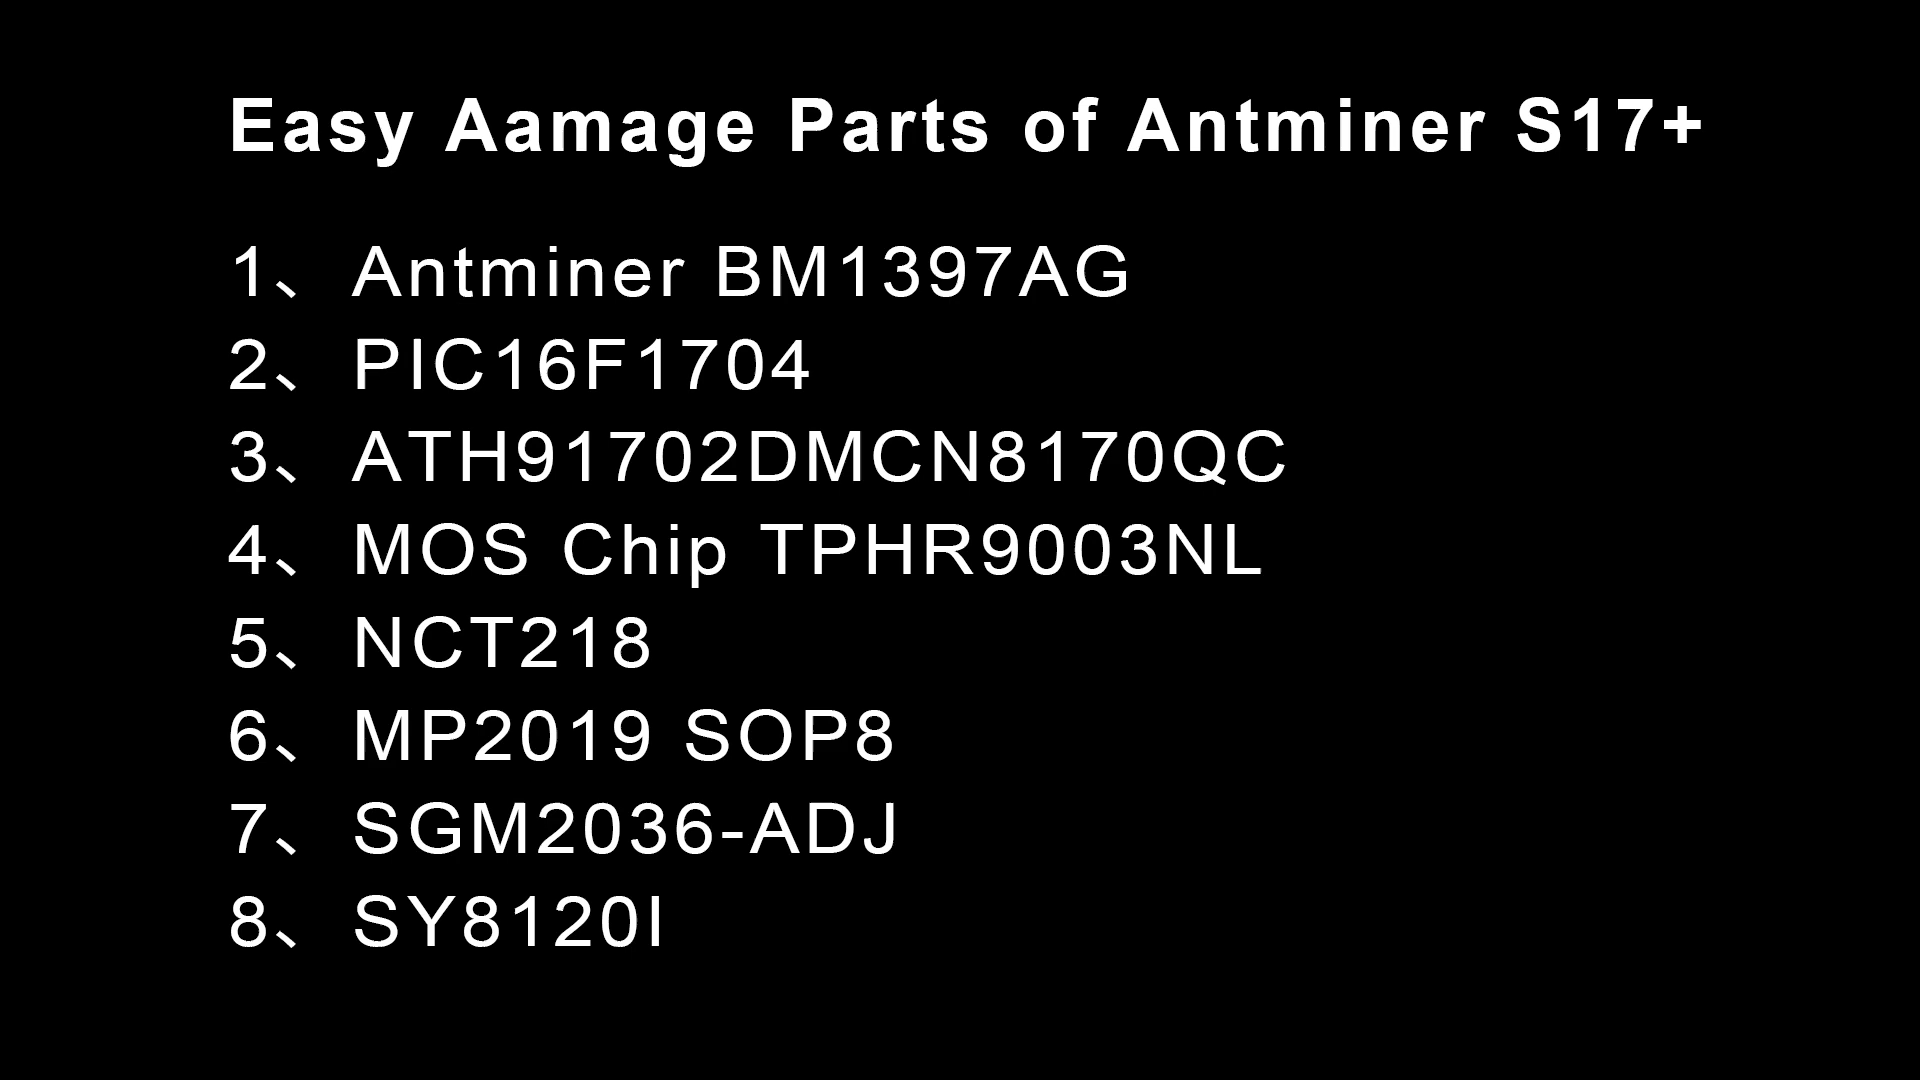 Easy Aamage Parts of Antminer S17+
1、 Antminer BM1397AG
2、 PIC16F1704
3、 ATH91702DMCN8170QC
4、 MOS Chip TPHR9003NL
5、 NCT218
6、 MP2019 SOP8
7、 SGM2036-ADJ
8、 SY8120I